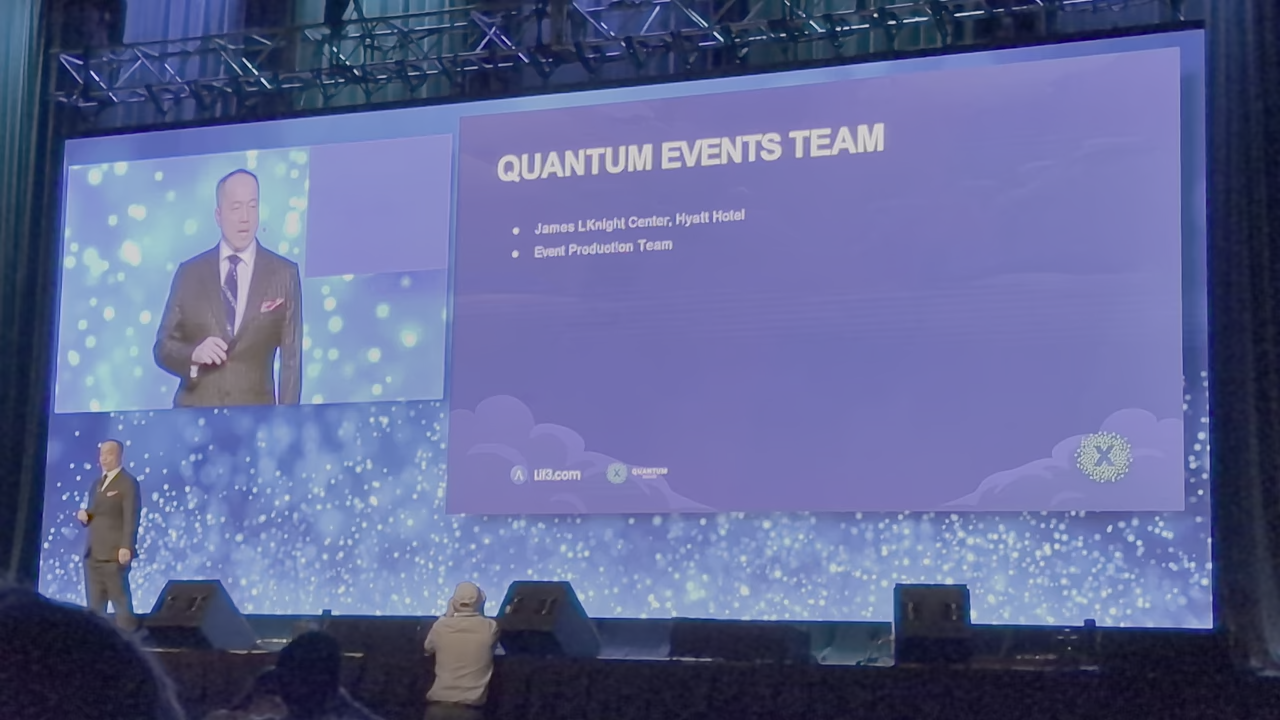 QUANTUM EVENTS TEAM
James LKnight Center, Hyatt Hotel
Event Production Team
Lif3.com
QUANTUM